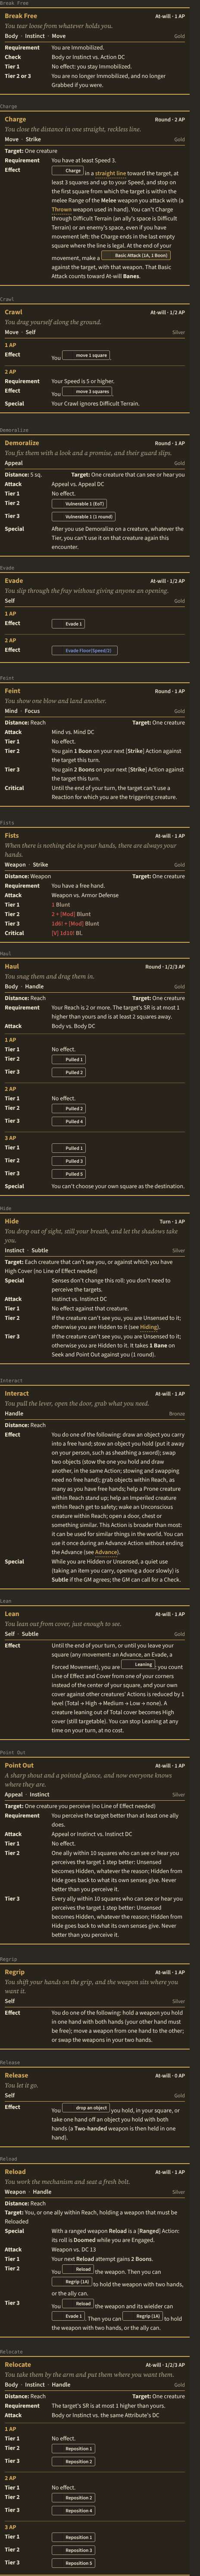 Break Free
Break Free At-will · 1 AP
You tear loose from whatever holds you.
Body · Instinct · Move Gold
Requirement You are Immobilized.
Check Body or Instinct vs. Action DC
Tier 1 No effect: you stay Immobilized.
Tier 2 or 3 You are no longer Immobilized, and no longer
Grabbed if you were.
Charge
Charge Round · 2 AP
You close the distance in one straight, reckless line.
Move · Strike Gold
Target: One creature
Requirement You have at least Speed 3.
Effect Charge in a straight line toward the target, at
least 3 squares and up to your Speed, and stop on
the first square from which the target is within the
melee Range of the Melee weapon you attack with (a
Thrown weapon used in hand). You can't Charge
through Difficult Terrain (an ally's space is Difficult
Terrain) or an enemy's space, even if you have
movement left: the Charge ends in the last empty
square where the line is legal. At the end of your
movement, make a Basic Attack (1A, 1 Boon)
against the target, with that weapon. That Basic
Attack counts toward At-will Banes.
Crawl
Crawl At-will · 1/2 AP
You drag yourself along the ground.
Move · Self Silver
1 AP
Effect You move 1 square
2 AP
Requirement Your Speed is 5 or higher.
Effect You move 3 squares
Special Your Crawl ignores Difficult Terrain.
Demoralize
Demoralize Round · 1 AP
You fix them with a look and a promise, and their guard slips.
Appeal Gold
Distance: 5 sq. Target: One creature that can see or hear you
Attack Appeal vs. Appeal DC
Tier 1 No effect.
Tier 2 Vulnerable 1 (EoT)
Tier 3 Vulnerable 1 (1 round)
Special After you use Demoralize on a creature, whatever the
Tier, you can't use it on that creature again this
encounter.
Evade
Evade At-will · 1/2 AP
You slip through the fray without giving anyone an opening.
Self Gold
1 AP
Effect Evade 1
2 AP
Effect Evade Floor(Speed/2)
Feint
Feint Round · 1 AP
You show one blow and land another.
Mind · Focus Gold
Distance: Reach Target: One creature
Attack Mind vs. Mind DC
Tier 1 No effect.
Tier 2 You gain 1 Boon on your next [Strike] Action against
the target this turn.
Tier 3 You gain 2 Boons on your next [Strike] Action against
the target this turn.
Critical Until the end of your turn, the target can't use a
Reaction for which you are the triggering creature.
Fists
Fists At-will · 1 AP
When there is nothing else in your hands, there are always your
hands.
Weapon · Strike Gold
Distance: Weapon Target: One creature
Requirement You have a free hand.
Attack Weapon vs. Armor Defense
Tier 1 1 Blunt
Tier 2 2 + [Mod] Blunt
Tier 3 1d6! + [Mod] Blunt
Critical [V] 1d10! Bl.
Haul
Haul Round · 1/2/3 AP
You snag them and drag them in.
Body · Handle Gold
Distance: Reach Target: One creature
Requirement Your Reach is 2 or more. The target's SR is at most 1
higher than yours and is at least 2 squares away.
Attack Body vs. Body DC
1 AP
Tier 1 No effect.
Tier 2 Pulled 1
Tier 3 Pulled 2
2 AP
Tier 1 No effect.
Tier 2 Pulled 2
Tier 3 Pulled 4
3 AP
Tier 1 Pulled 1
Tier 2 Pulled 3
Tier 3 Pulled 5
Special You can't choose your own square as the destination.
Hide
Hide Turn · 1 AP
You drop out of sight, still your breath, and let the shadows take
you.
Instinct · Subtle Silver
Target: Each creature that can't see you, or against which you have
High Cover (no Line of Effect needed)
Special Senses don't change this roll: you don't need to
perceive the targets.
Attack Instinct vs. Instinct DC
Tier 1 No effect against that creature.
Tier 2 If the creature can't see you, you are Unsensed to it;
otherwise you are Hidden to it (see Hiding).
Tier 3 If the creature can't see you, you are Unsensed to it;
otherwise you are Hidden to it. It takes 1 Bane on
Seek and Point Out against you (1 round).
Interact
Interact At-will · 1 AP
You pull the lever, open the door, grab what you need.
Handle Bronze
Distance: Reach
Effect You do one of the following: draw an object you carry
into a free hand; stow an object you hold (put it away
on your person, such as sheathing a sword); swap
two objects (stow the one you hold and draw
another, in the same Action; stowing and swapping
need no free hand); grab objects within Reach, as
many as you have free hands; help a Prone creature
within Reach stand up; help an Imperiled creature
within Reach get to safety; wake an Unconscious
creature within Reach; open a door, chest or
something similar. This Action is broader than most:
it can be used for similar things in the world. You can
use it once during an Advance Action without ending
the Advance (see Advance).
Special While you are Hidden or Unsensed, a quiet use
(taking an item you carry, opening a door slowly) is
Subtle if the GM agrees; the GM can call for a Check.
Lean
Lean At-will · 1 AP
You lean out from cover, just enough to see.
Self · Subtle Gold
Effect Until the end of your turn, or until you leave your
square (any movement: an Advance, an Evade, a
Forced Movement), you are Leaning : you count
Line of Effect and Cover from one of your corners
instead of the center of your square, and your own
cover against other creatures' Actions is reduced by 1
level (Total → High → Medium → Low → none). A
creature leaning out of Total cover becomes High
cover (still targetable). You can stop Leaning at any
time on your turn, at no cost.
Point Out
Point Out At-will · 1 AP
A sharp shout and a pointed glance, and now everyone knows
where they are.
Appeal · Instinct Silver
Target: One creature you perceive (no Line of Effect needed)
Requirement You perceive the target better than at least one ally
does.
Attack Appeal or Instinct vs. Instinct DC
Tier 1 No effect.
Tier 2 One ally within 10 squares who can see or hear you
perceives the target 1 step better: Unsensed
becomes Hidden, whatever the reason; Hidden from
Hide goes back to what its own senses give. Never
better than you perceive it.
Tier 3 Every ally within 10 squares who can see or hear you
perceives the target 1 step better: Unsensed
becomes Hidden, whatever the reason; Hidden from
Hide goes back to what its own senses give. Never
better than you perceive it.
Regrip
Regrip At-will · 1 AP
You shift your hands on the grip, and the weapon sits where you
want it.
Self Silver
Effect You do one of the following: hold a weapon you hold
in one hand with both hands (your other hand must
be free); move a weapon from one hand to the other;
or swap the weapons in your two hands.
Release
Release At-will · 0 AP
You let it go.
Self Gold
Effect You drop an object you hold, in your square, or
take one hand off an object you hold with both
hands (a Two-handed weapon is then held in one
hand).
Reload
Reload At-will · 1 AP
You work the mechanism and seat a fresh bolt.
Weapon · Handle Silver
Distance: Reach
Target: You, or one ally within Reach, holding a weapon that must be
Reloaded
Special With a ranged weapon Reload is a [Ranged] Action:
its roll is Doomed while you are Engaged.
Attack Weapon vs. DC 13
Tier 1 Your next Reload attempt gains 2 Boons.
Tier 2 You Reload the weapon. Then you can
Regrip (1A) to hold the weapon with two hands,
or the ally can.
Tier 3 You Reload the weapon and its wielder can
Evade 1 . Then you can Regrip (1A) to hold
the weapon with two hands, or the ally can.
Relocate
Relocate At-will · 1/2/3 AP
You take them by the arm and put them where you want them.
Body · Instinct · Handle Gold
Distance: Reach Target: One creature
Requirement The target's SR is at most 1 higher than yours.
Attack Body or Instinct vs. the same Attribute's DC
1 AP
Tier 1 No effect.
Tier 2 Reposition 1
Tier 3 Reposition 2
2 AP
Tier 1 No effect.
Tier 2 Reposition 2
Tier 3 Reposition 4
3 AP
Tier 1 Reposition 1
Tier 2 Reposition 3
Tier 3 Reposition 5